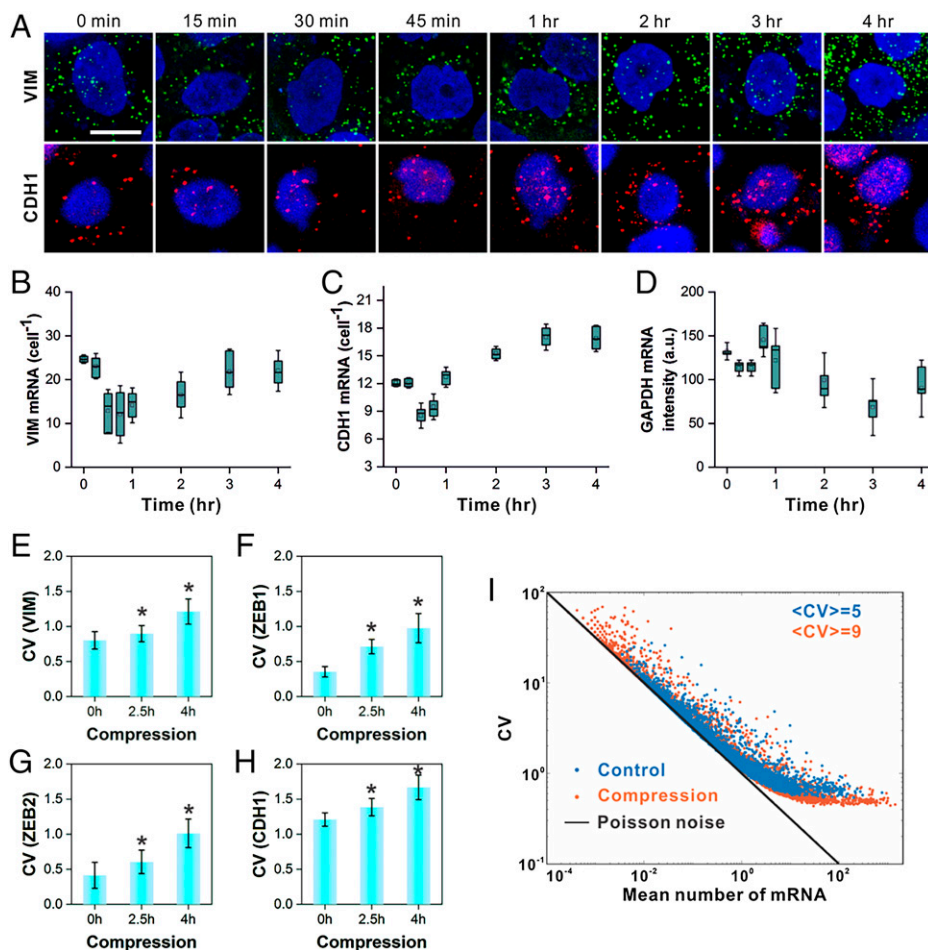 A
0 min 15 min 30 min 45 min 1 hr 2 hr 3 hr 4 hr
VIM
CDH1
B
VIM mRNA (cell⁻¹)
40
30
20
10
0
0 1 2 3 4
Time (hr)
C
CDH1 mRNA (cell⁻¹)
21
18
15
12
9
6
3
0 1 2 3 4
Time (hr)
D
GAPDH mRNA
intensity (a.u.)
200
150
100
50
0
0 1 2 3 4
Time (hr)
E
CV (VIM)
2.0
1.5
1.0
0.5
0.0
* *
0h 2.5h 4h
Compression
F
CV (ZEB1)
2.0
1.5
1.0
0.5
0.0
* *
0h 2.5h 4h
Compression
G
CV (ZEB2)
2.0
1.5
1.0
0.5
0.0
* *
0h 2.5h 4h
Compression
H
CV (CDH1)
2.0
1.5
1.0
0.5
0.0
* *
0h 2.5h 4h
Compression
I
CV
10²
10¹
10⁰
10⁻¹
<CV>=5
<CV>=9
Control
Compression
Poisson noise
10⁻⁴ 10⁻² 10⁰ 10²
Mean number of mRNA